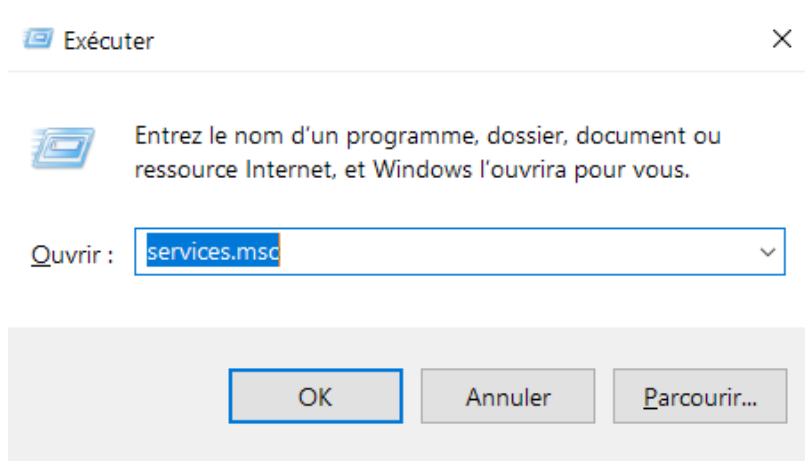 Exécuter
Entrez le nom d'un programme, dossier, document ou
ressource Internet, et Windows l'ouvrira pour vous.
Ouvrir :
services.msc
OK
Annuler
Parcourir...